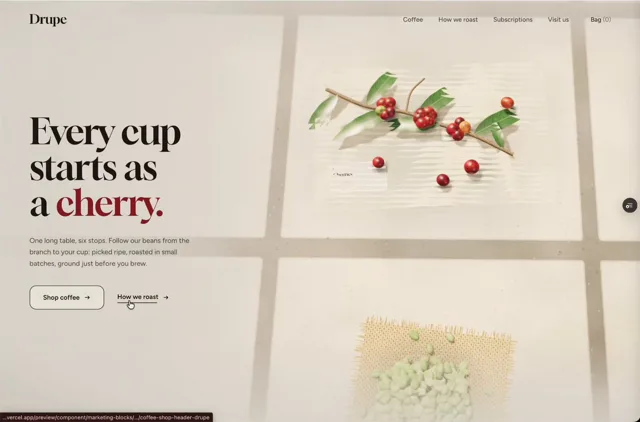 Drupe
Coffee
How we roast
Subscriptions
Visit us
Bag (0)
Every cup
starts as
a cherry.
One long table, six stops. Follow our beans from the
branch to your cup: picked ripe, roasted in small
batches, ground just before you brew.
Shop coffee →
How we roast →
...vercel.app/preview/component/marketing-blocks/.../coffee-shop-header-drupe